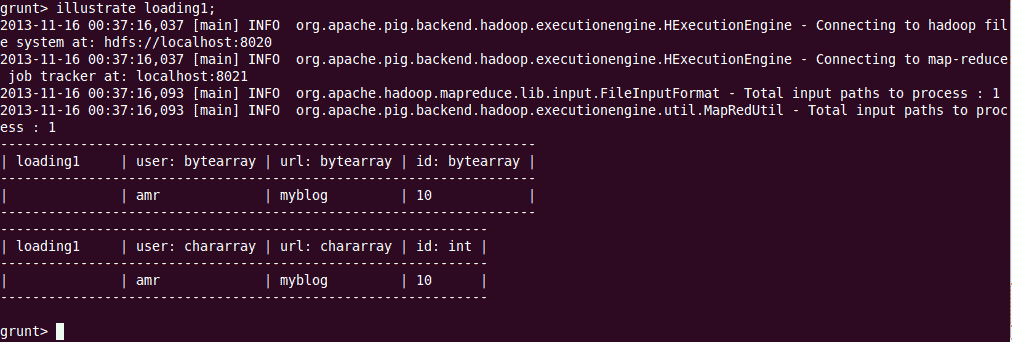 grunt> illustrate loading1;
2013-11-16 00:37:16,037 [main] INFO  org.apache.pig.backend.hadoop.executionengine.HExecutionEngine - Connecting to hadoop fil
e system at: hdfs://localhost:8020
2013-11-16 00:37:16,037 [main] INFO  org.apache.pig.backend.hadoop.executionengine.HExecutionEngine - Connecting to map-reduce
 job tracker at: localhost:8021
2013-11-16 00:37:16,093 [main] INFO  org.apache.hadoop.mapreduce.lib.input.FileInputFormat - Total input paths to process : 1
2013-11-16 00:37:16,093 [main] INFO  org.apache.pig.backend.hadoop.executionengine.util.MapRedUtil - Total input paths to proc
ess : 1
-------------------------------------------------------------------
| loading1     | user: bytearray | url: bytearray | id: bytearray |
-------------------------------------------------------------------
|              | amr             | myblog         | 10            |
-------------------------------------------------------------------
-------------------------------------------------------------
| loading1     | user: chararray | url: chararray | id: int |
-------------------------------------------------------------
|              | amr             | myblog         | 10      |
-------------------------------------------------------------
grunt>